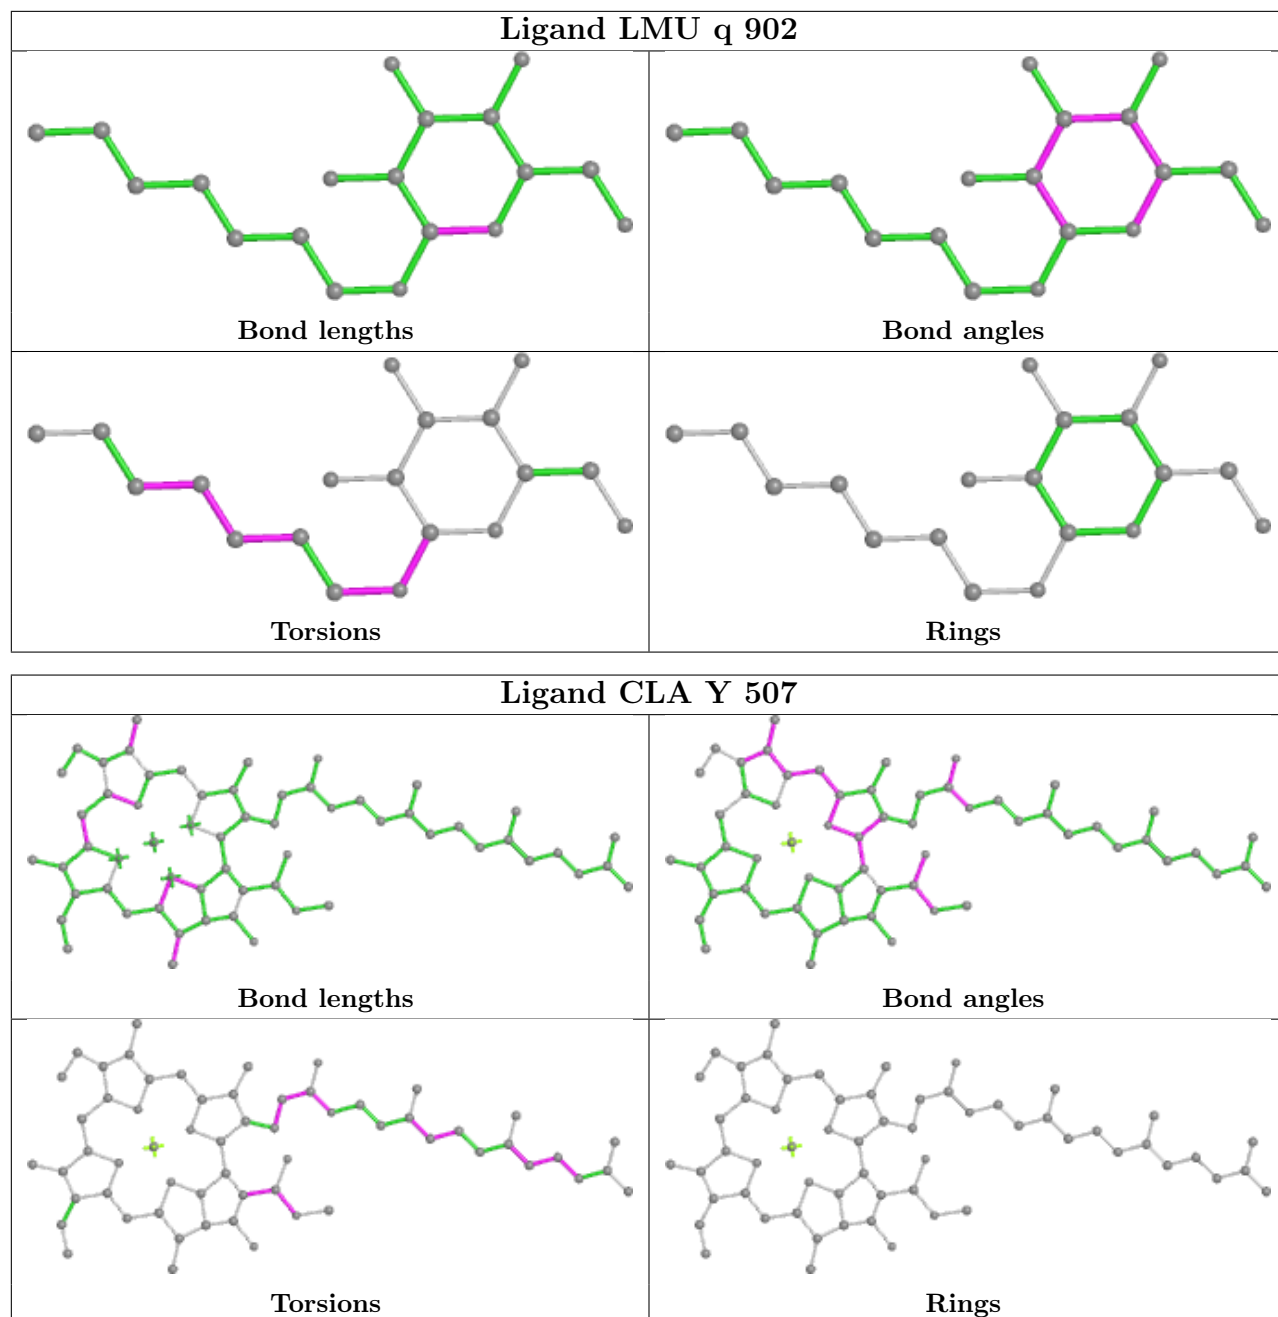 Ligand LMU q 902
Bond lengths
Bond angles
Torsions
Rings
Ligand CLA Y 507
Bond lengths
Bond angles
Torsions
Rings